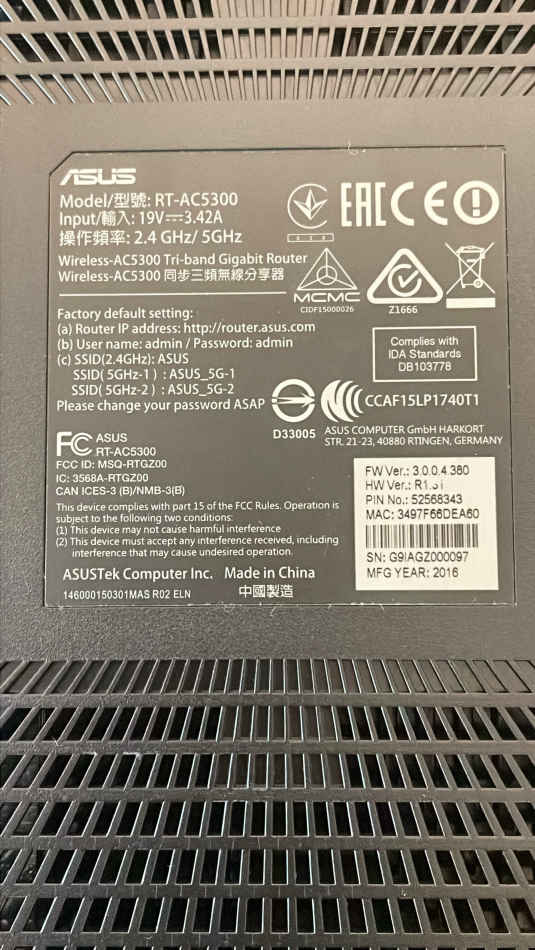 ASUS
Model/型號: RT-AC5300
Input/輸入: 19V⎓3.42A
操作頻率: 2.4 GHz/ 5GHz
Wireless-AC5300 Tri-band Gigabit Router
Wireless-AC5300 同步三頻無線分享器
EAC CE
MCMC
CIDF15000026
Z1666
Factory default setting:
(a) Router IP address: http://router.asus.com
(b) User name: admin / Password: admin
(c) SSID(2.4GHz): ASUS
SSID( 5GHz-1 ) : ASUS_5G-1
SSID( 5GHz-2 ) : ASUS_5G-2
Please change your password ASAP
Complies with
IDA Standards
DB103778
D33005
CCAF15LP1740T1
ASUS COMPUTER GmbH HARKORT
STR. 21-23, 40880 RTINGEN, GERMANY
FC ASUS
RT-AC5300
FCC ID: MSQ-RTGZ00
IC: 3568A-RTGZ00
CAN ICES-3 (B)/NMB-3(B)
This device complies with part 15 of the FCC Rules. Operation is
subject to the following two conditions:
(1) This device may not cause harmful interference
(2) This device must accept any interference received, including
interference that may cause undesired operation.
ASUSTek Computer Inc. Made in China
146000150301MAS R02 ELN 中國製造
FW Ver.: 3.0.0.4.380
HW Ver.:
PIN No.: 52568343
MAC: 3497F66DEA60
SN: G9IAGZ000097
MFG YEAR: 2016